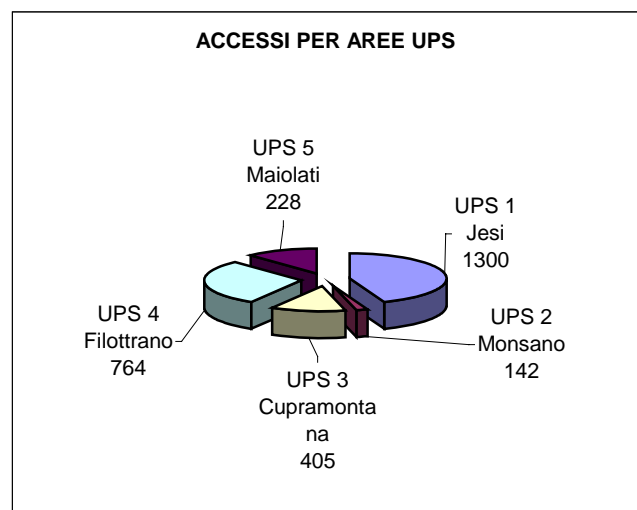 ACCESSI PER AREE UPS
UPS 5
Maiolati
228
UPS 1
Jesi
1300
UPS 2
Monsano
142
UPS 3
Cupramonta
na
405
UPS 4
Filottrano
764